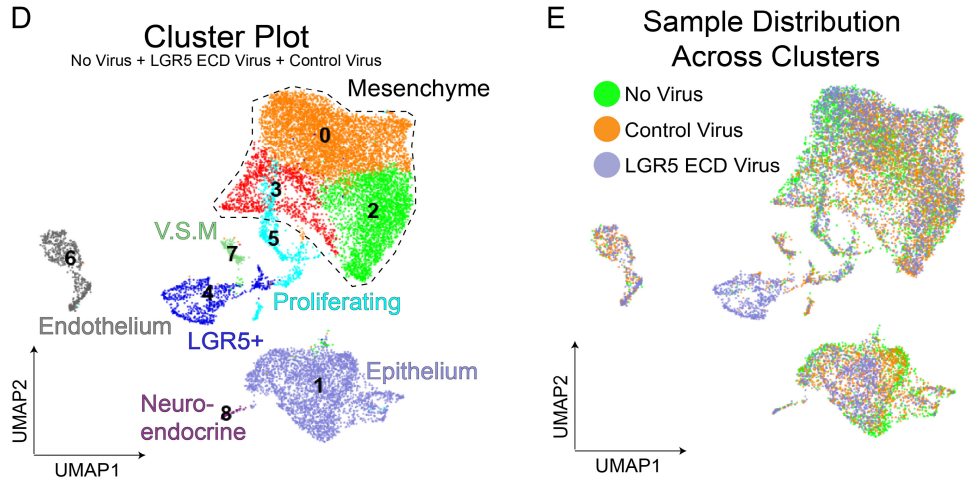 D
Cluster Plot
No Virus + LGR5 ECD Virus + Control Virus
Mesenchyme
0
3
2
V.S.M
5
7
6
4
Proliferating
Endothelium
LGR5+
Epithelium
1
Neuro-
8
endocrine
UMAP2
UMAP1
E
Sample Distribution
Across Clusters
No Virus
Control Virus
LGR5 ECD Virus
UMAP2
UMAP1